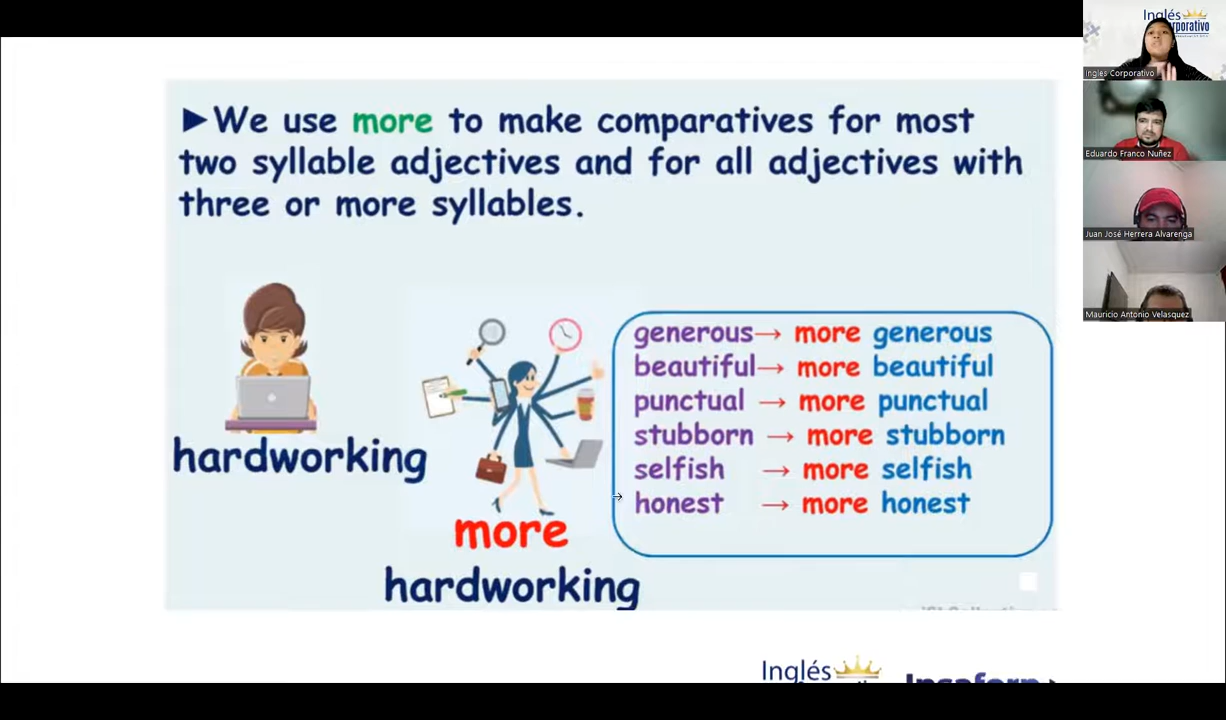 ►We use more to make comparatives for most
two syllable adjectives and for all adjectives with
three or more syllables.
hardworking
more
hardworking
generous→ more generous
beautiful→ more beautiful
punctual → more punctual
stubborn → more stubborn
selfish → more selfish
honest → more honest
Inglés
Inglés
Corporativo
Inglés Corporativo
Eduardo Franco Nuñez
Juan José Herrera Alvarenga
Mauricio Antonio Velasquez